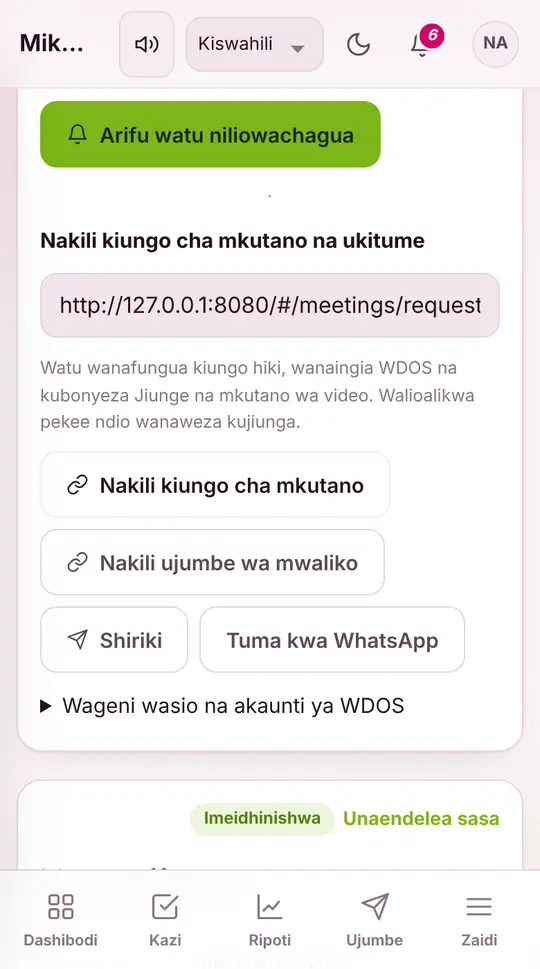 Mik...
Kiswahili
6
NA
Arifu watu niliowachagua
Nakili kiungo cha mkutano na ukitume
http://127.0.0.1:8080/#/meetings/request
Watu wanafungua kiungo hiki, wanaingia WDOS na
kubonyeza Jiunge na mkutano wa video. Walioalikwa
pekee ndio wanaweza kujiunga.
Nakili kiungo cha mkutano
Nakili ujumbe wa mwaliko
Shiriki
Tuma kwa WhatsApp
Wageni wasio na akaunti ya WDOS
Imeidhinishwa
Unaendelea sasa
Dashibodi
Kazi
Ripoti
Ujumbe
Zaidi